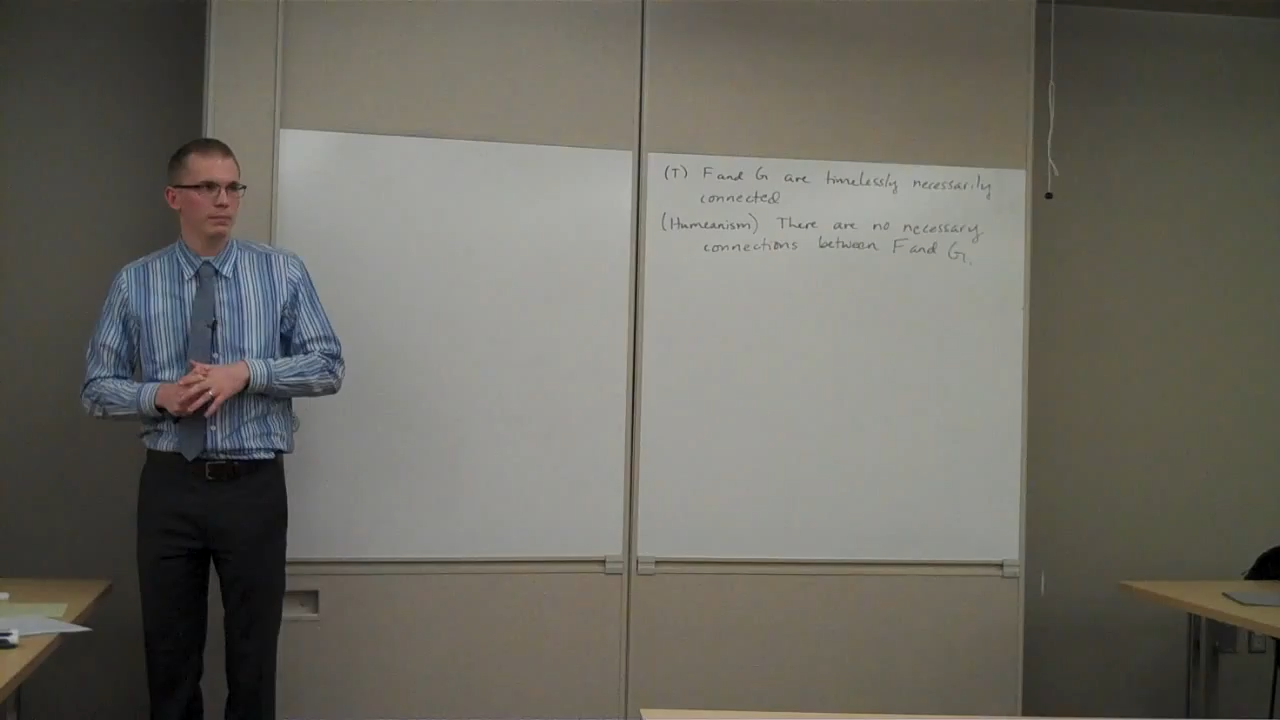 (T) F and G are timelessly necessarily
connected
(Humeanism) There are no necessary
connections between F and G.